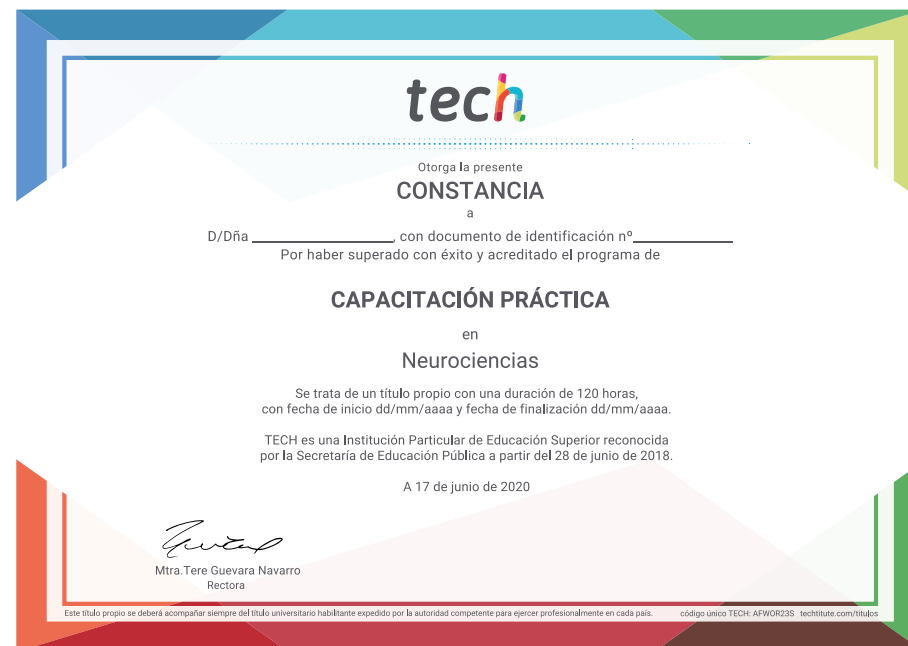 tech
Otorga la presente
CONSTANCIA
a
D/Dña ______________, con documento de identificación nº__________
Por haber superado con éxito y acreditado el programa de
CAPACITACIÓN PRÁCTICA
en
Neurociencias
Se trata de un título propio con una duración de 120 horas,
con fecha de inicio dd/mm/aaaa y fecha de finalización dd/mm/aaaa.
TECH es una Institución Particular de Educación Superior reconocida
por la Secretaría de Educación Pública a partir del 28 de junio de 2018.
A 17 de junio de 2020
Mtra.Tere Guevara Navarro
Rectora
Este título propio se deberá acompañar siempre del título universitario habilitante expedido por la autoridad competente para ejercer profesionalmente en cada país. código único TECH: AFWOR23S techtitute.com/titulos